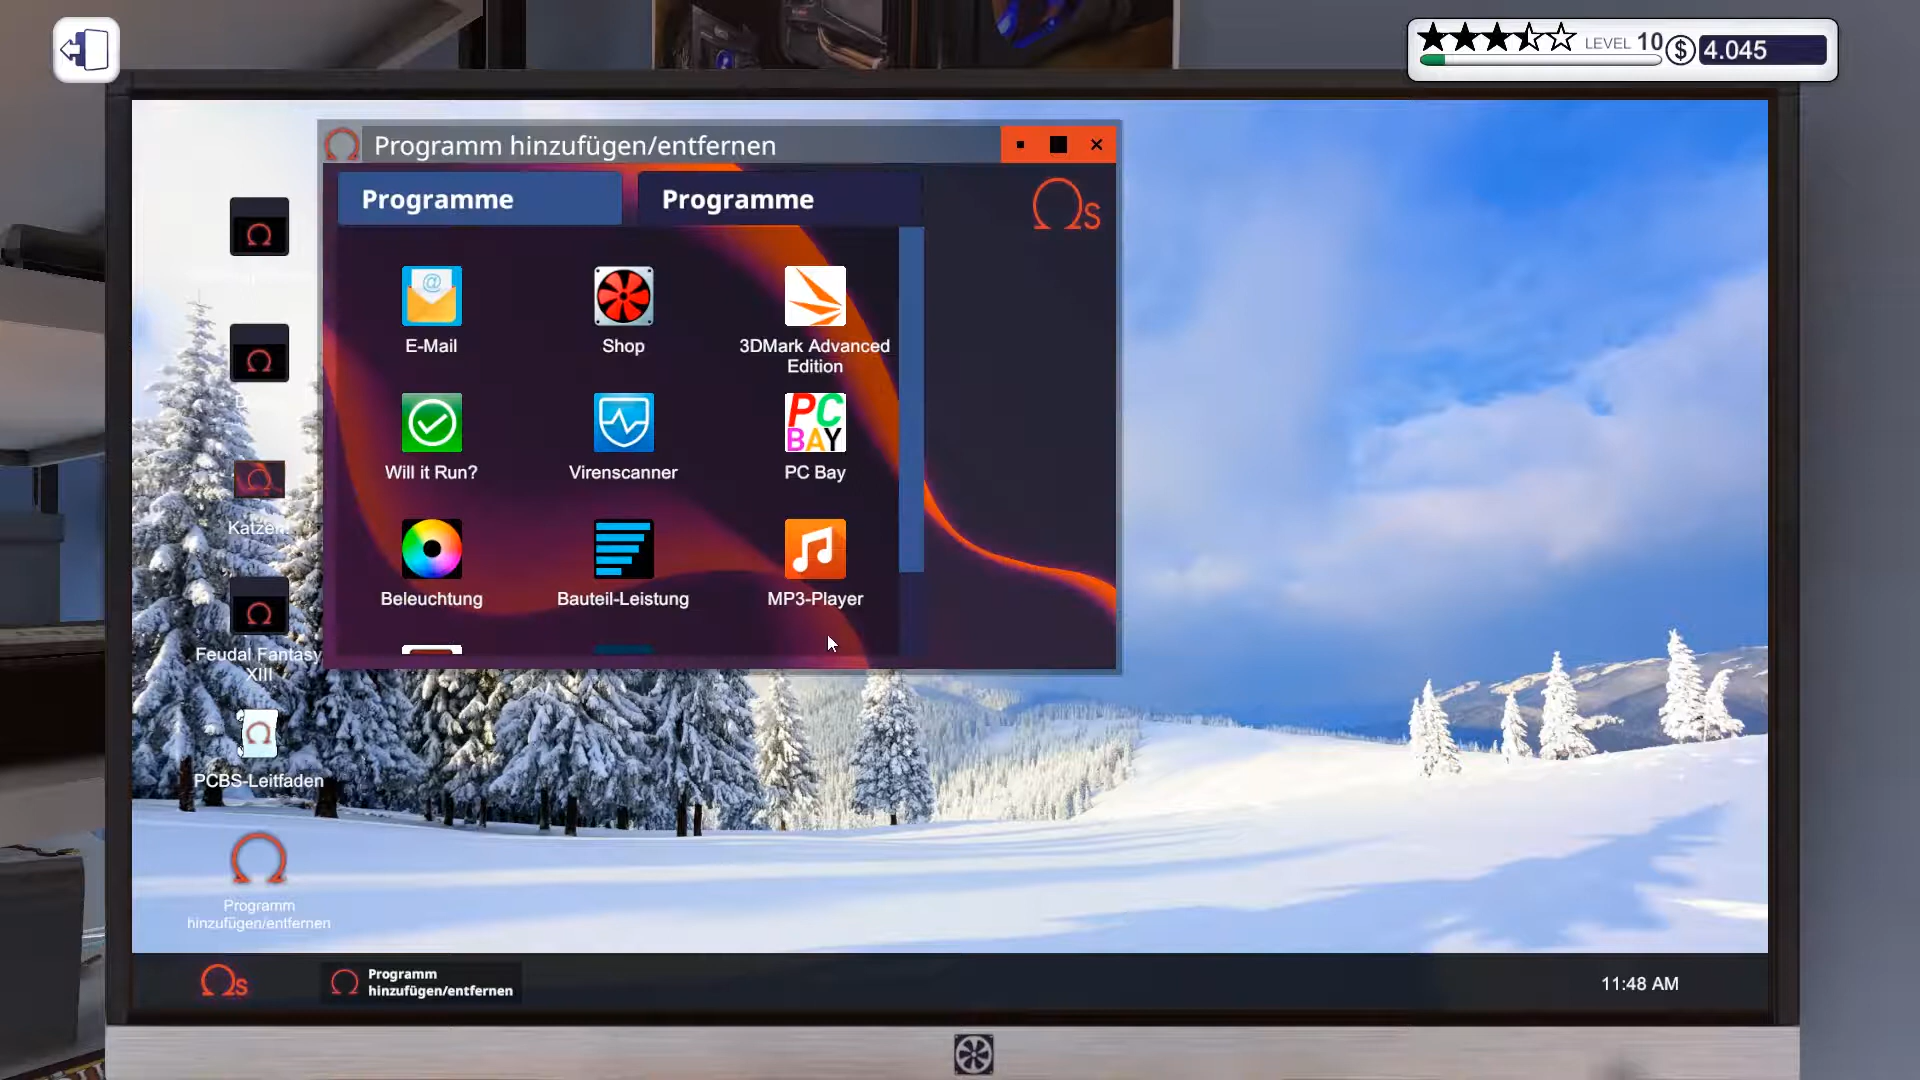 LEVEL 10
$ 4.045
Programm hinzufügen/entfernen
Programme
Programme
Ωs
E-Mail
Shop
3DMark Advanced
Edition
Will it Run?
Virenscanner
PC
BAY
PC Bay
Beleuchtung
Bauteil-Leistung
MP3-Player
Katzen
Feudal Fantasy
XIII
PCBS-Leitfaden
Programm
hinzufügen/entfernen
Ωs
Programm
hinzufügen/entfernen
11:48 AM